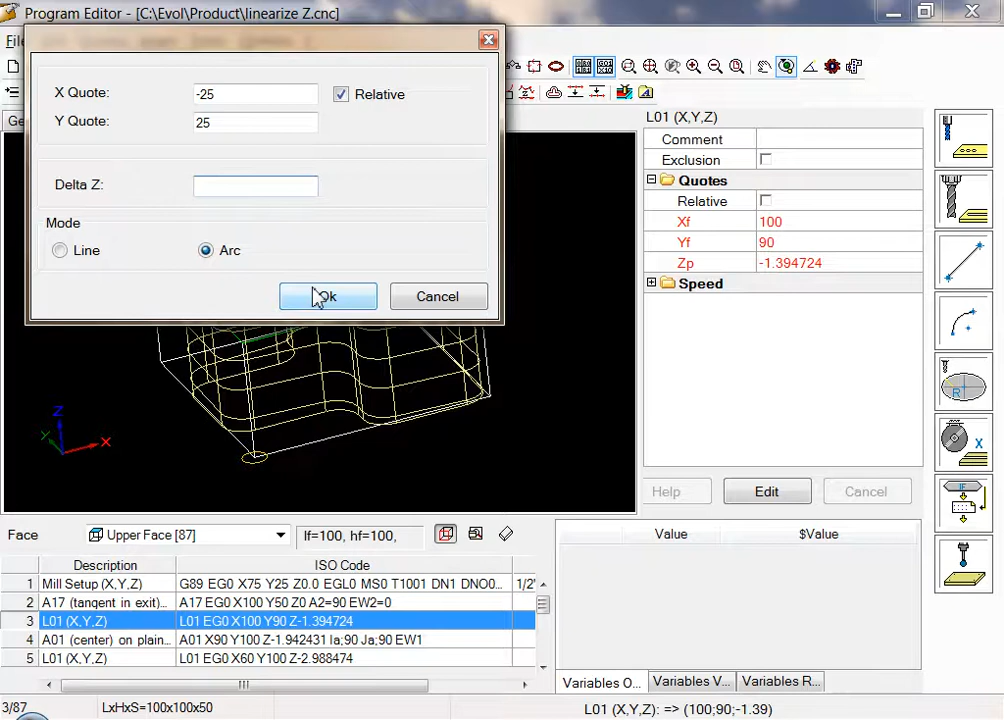 Program Editor - [C:\Evol\Product\linearize Z.cnc]
File
X Quote:
-25
Relative
Y Quote:
25
Delta Z:
Mode
Line
Arc
Ok
Cancel
L01 (X,Y,Z)
Comment
Exclusion
Quotes
Relative
Xf
100
Yf
90
Zp
-1.394724
Speed
Help
Edit
Cancel
Z
Y
X
R
X
IF
Face
Upper Face [87]
lf=100, hf=100,
Description
ISO Code
1
Mill Setup (X,Y,Z)
G89 EG0 X75 Y25 Z0.0 EGL0 MS0 T1001 DN1 DNO0...
1/2'
2
A17 (tangent in exit)...
A17 EG0 X100 Y50 Z0 A2=90 EW2=0
3
L01 (X,Y,Z)
L01 EG0 X100 Y90 Z-1.394724
4
A01 (center) on plain...
A01 X90 Y100 Z-1.942431 Ia;90 Ja;90 EW1
5
L01 (X,Y,Z)
L01 EG0 X60 Y100 Z-2.988474
Value
$Value
Variables O...
Variables V...
Variables R...
3/87
LxHxS=100x100x50
L01 (X,Y,Z): => (100;90;-1.39)